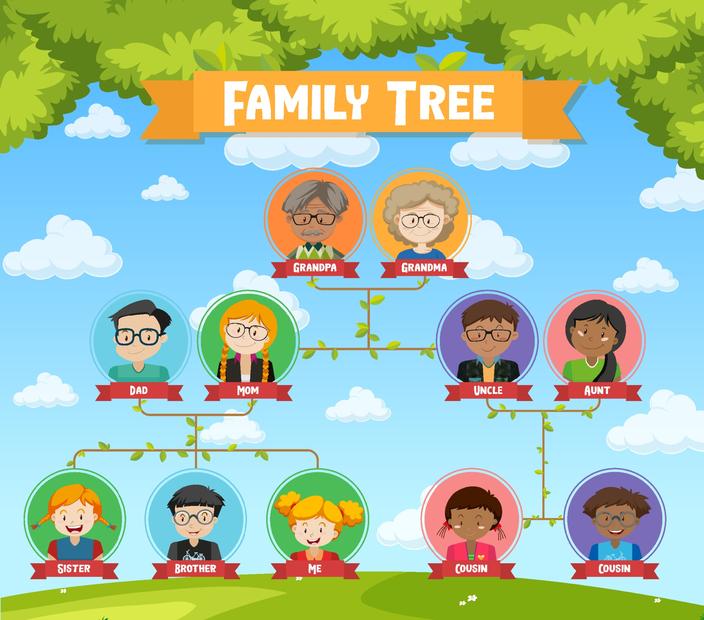 Family Tree
Grandpa
Grandma
Dad
Mom
Uncle
Aunt
Sister
Brother
Me
Cousin
Cousin